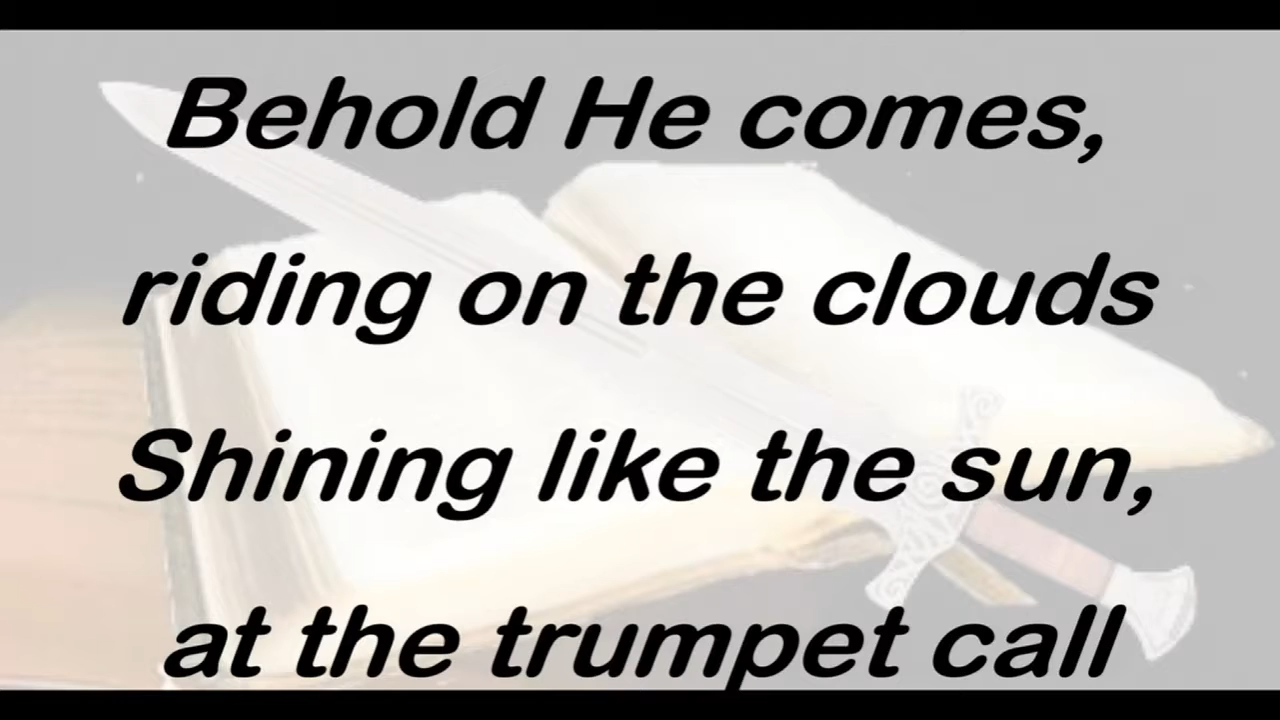 Behold He comes,
riding on the clouds
Shining like the sun,
at the trumpet call